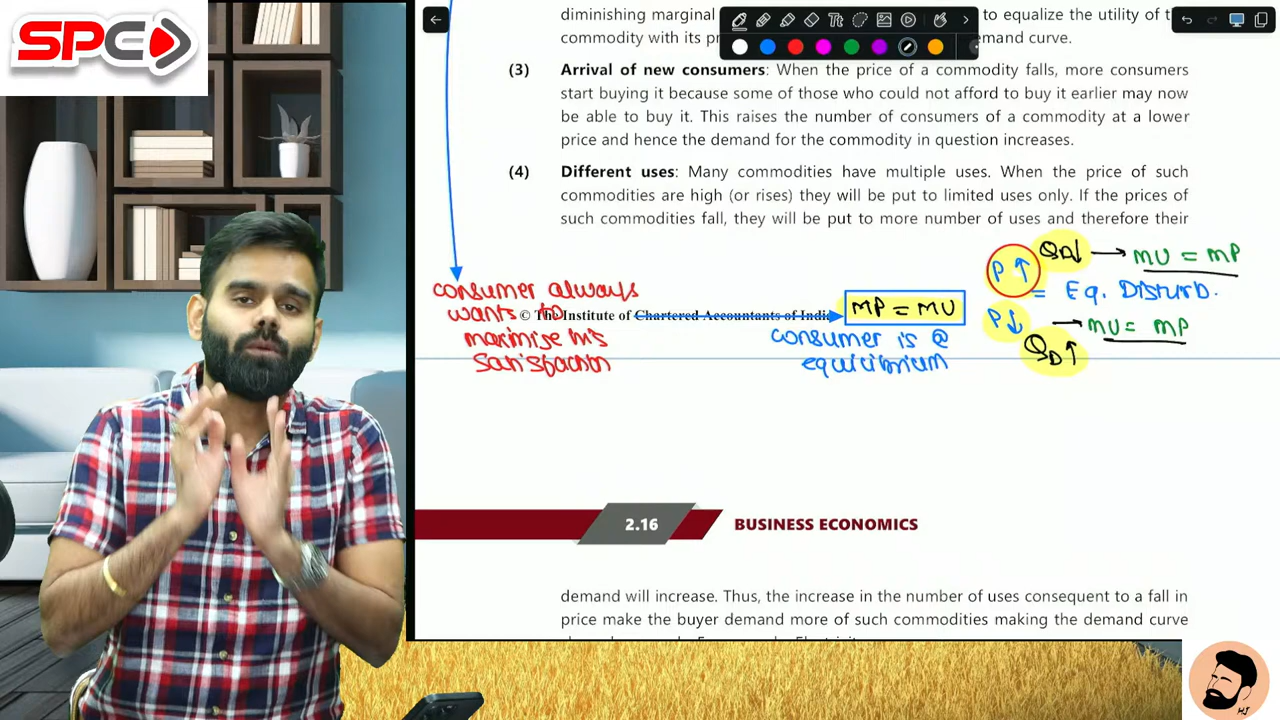 SPC
diminishing marginal
to equalize the utility of
commodity with its
demand curve.
(3) Arrival of new consumers: When the price of a commodity falls, more consumers
start buying it because some of those who could not afford to buy it earlier may now
be able to buy it. This raises the number of consumers of a commodity at a lower
price and hence the demand for the commodity in question increases.
(4) Different uses: Many commodities have multiple uses. When the price of such
commodities are high (or rises) they will be put to limited uses only. If the prices of
such commodities fall, they will be put to more number of uses and therefore their
P↑ QD↓ → MU = MP
= Eq. Disturb.
P↓ → MU = MP
QD↑
consumer always
wants to
maximise his
satisfaction
© The Institute of Chartered Accountants of India
MP = MU
consumer is @
equilibrium
2.16 BUSINESS ECONOMICS
demand will increase. Thus, the increase in the number of uses consequent to a fall in
price make the buyer demand more of such commodities making the demand curve